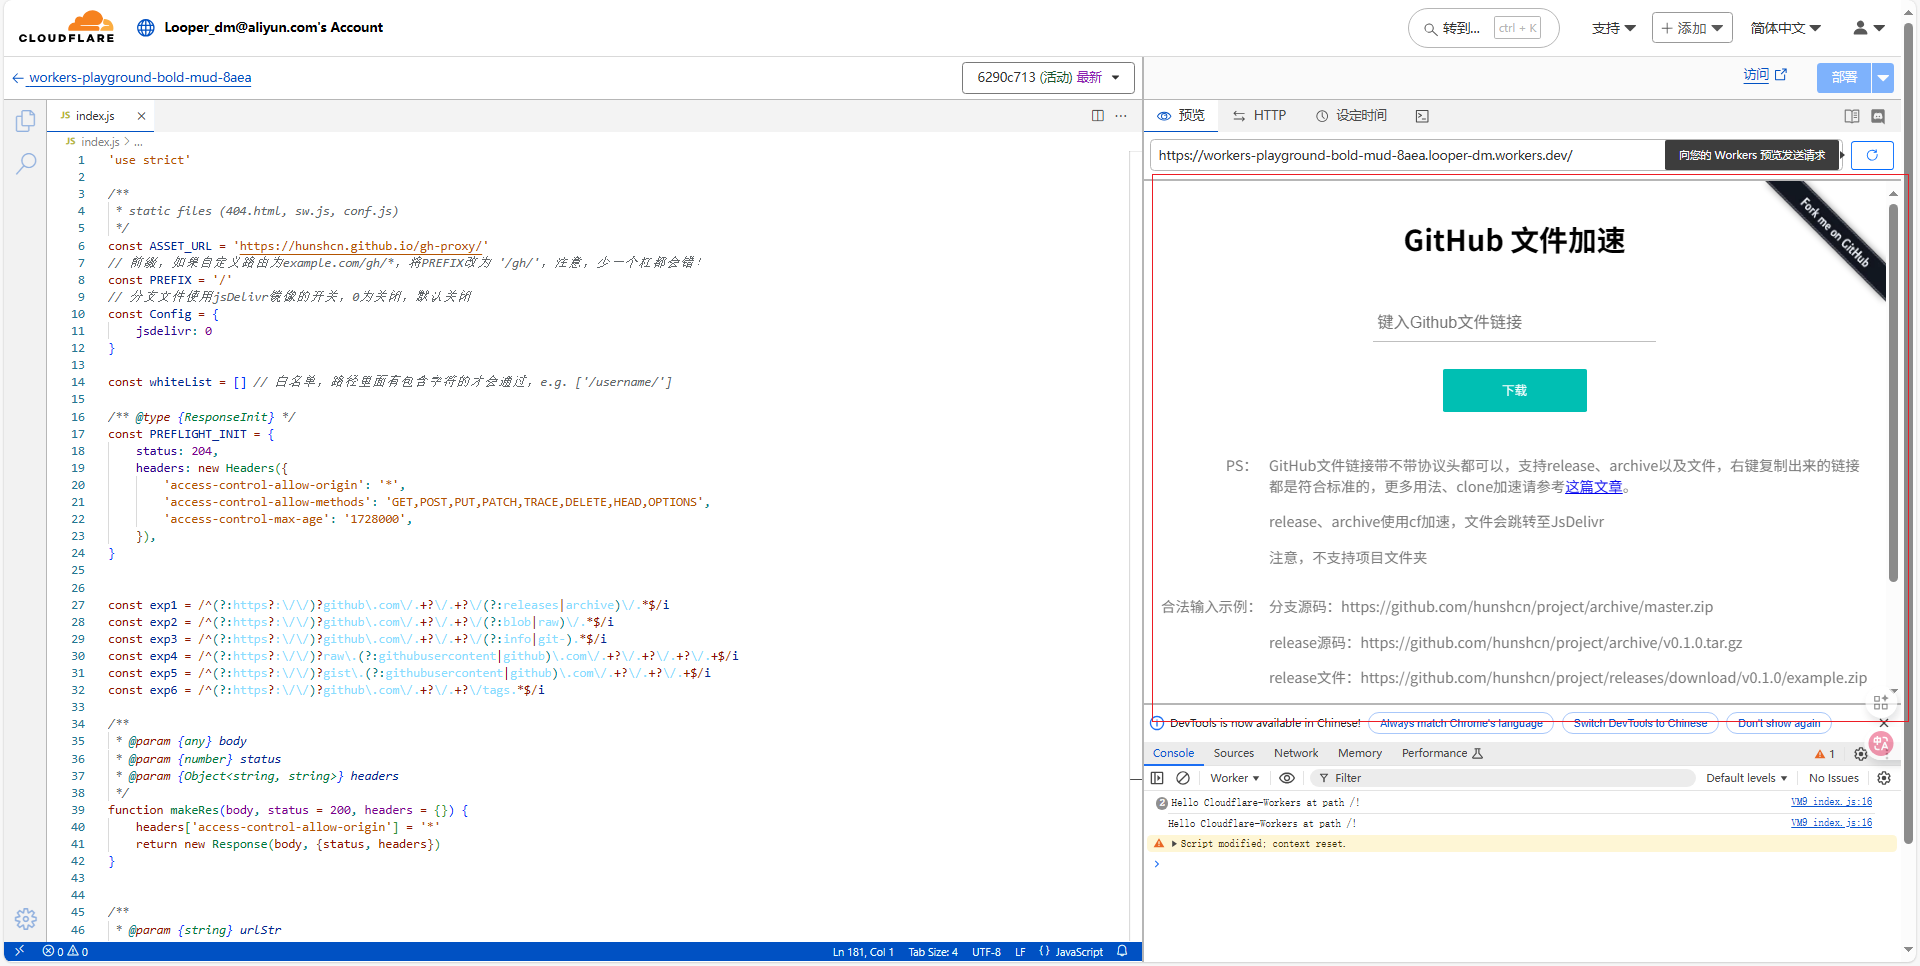 CLOUDFLARE
Looper_dm@aliyun.com's Account
转到...
ctrl + K
支持
添加
简体中文
workers-playground-bold-mud-8aea
6290c713 (活动) 最新
访问
部署
JS index.js
JS index.js > ...
1 'use strict'
2
3 /**
4 * static files (404.html, sw.js, conf.js)
5 */
6 const ASSET_URL = 'https://hunshcn.github.io/gh-proxy/'
7 // 前缀，如果自定义路由为example.com/gh/*，将PREFIX改为 '/gh/'，注意，少一个杠都会错！
8 const PREFIX = '/'
9 // 分支文件使用jsDelivr镜像的开关，0为关闭，默认关闭
10 const Config = {
11 jsdelivr: 0
12 }
13
14 const whiteList = [] // 白名单，路径里面有包含字符的才会通过，e.g. ['/username/']
15
16 /** @type {ResponseInit} */
17 const PREFLIGHT_INIT = {
18 status: 204,
19 headers: new Headers({
20 'access-control-allow-origin': '*',
21 'access-control-allow-methods': 'GET,POST,PUT,PATCH,TRACE,DELETE,HEAD,OPTIONS',
22 'access-control-max-age': '1728000',
23 }),
24 }
25
26
27 const exp1 = /^(?:https?:\/\/)?github\.com\/.+?\/.+?\/(?:releases|archive)\/.*$/i
28 const exp2 = /^(?:https?:\/\/)?github\.com\/.+?\/.+?\/(?:blob|raw)\/.*$/i
29 const exp3 = /^(?:https?:\/\/)?github\.com\/.+?\/.+?\/(?:info|git-).*$/i
30 const exp4 = /^(?:https?:\/\/)?raw\.(?:githubusercontent|github)\.com\/.+?\/.+?\/.+?\/.+$/i
31 const exp5 = /^(?:https?:\/\/)?gist\.(?:githubusercontent|github)\.com\/.+?\/.+?\/.+$/i
32 const exp6 = /^(?:https?:\/\/)?github\.com\/.+?\/.+?\/tags.*$/i
33
34 /**
35 * @param {any} body
36 * @param {number} status
37 * @param {Object<string, string>} headers
38 */
39 function makeRes(body, status = 200, headers = {}) {
40 headers['access-control-allow-origin'] = '*'
41 return new Response(body, {status, headers})
42 }
43
44
45 /**
46 * @param {string} urlStr
0 0
Ln 181, Col 1
Tab Size: 4
UTF-8
LF
{} JavaScript
预览
HTTP
设定时间
https://workers-playground-bold-mud-8aea.looper-dm.workers.dev/
向您的 Workers 预览发送请求
Fork me on GitHub
GitHub 文件加速
键入Github文件链接
下载
PS： GitHub文件链接带不带协议头都可以，支持release、archive以及文件，右键复制出来的链接
都是符合标准的，更多用法、clone加速请参考这篇文章。
release、archive使用cf加速，文件会跳转至JsDelivr
注意，不支持项目文件夹
合法输入示例： 分支源码：https://github.com/hunshcn/project/archive/master.zip
release源码：https://github.com/hunshcn/project/archive/v0.1.0.tar.gz
release文件：https://github.com/hunshcn/project/releases/download/v0.1.0/example.zip
DevTools is now available in Chinese!
Always match Chrome's language
Switch DevTools to Chinese
Don't show again
Console
Sources
Network
Memory
Performance
1
Worker
Filter
Default levels
No Issues
2 Hello Cloudflare-Workers at path /! VM9 index.js:16
Hello Cloudflare-Workers at path /! VM9 index.js:16
Script modified; context reset.